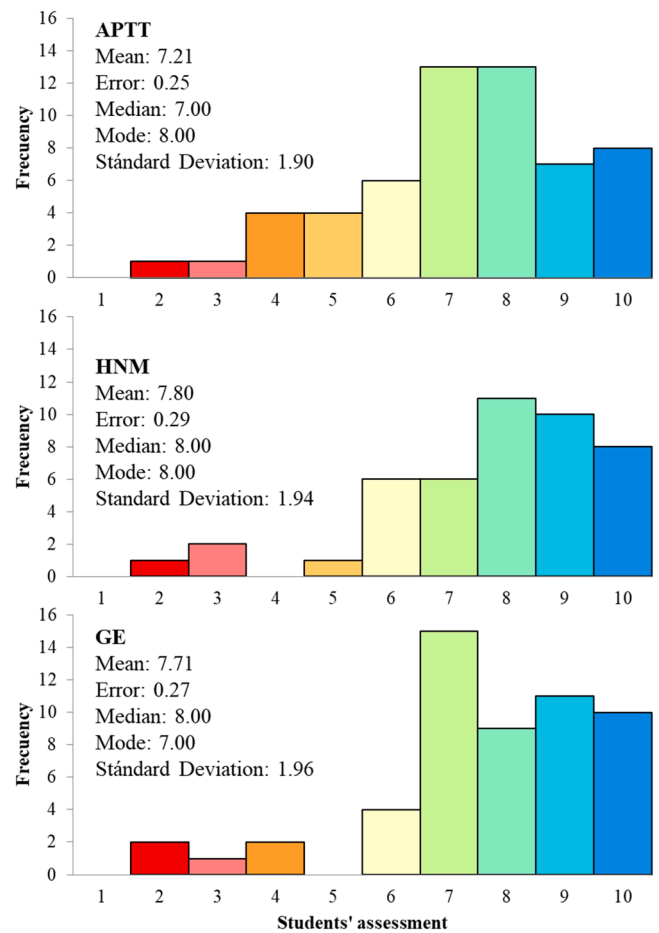 APTT
Mean: 7.21
Error: 0.25
Median: 7.00
Mode: 8.00
Stándard Deviation: 1.90
Frecuency
16
14
12
10
8
6
4
2
0
1 2 3 4 5 6 7 8 9 10
HNM
Mean: 7.80
Error: 0.29
Median: 8.00
Mode: 8.00
Standard Deviation: 1.94
Frecuency
16
14
12
10
8
6
4
2
0
1 2 3 4 5 6 7 8 9 10
GE
Mean: 7.71
Error: 0.27
Median: 8.00
Mode: 7.00
Stándard Deviation: 1.96
Frecuency
16
14
12
10
8
6
4
2
0
1 2 3 4 5 6 7 8 9 10
Students' assessment